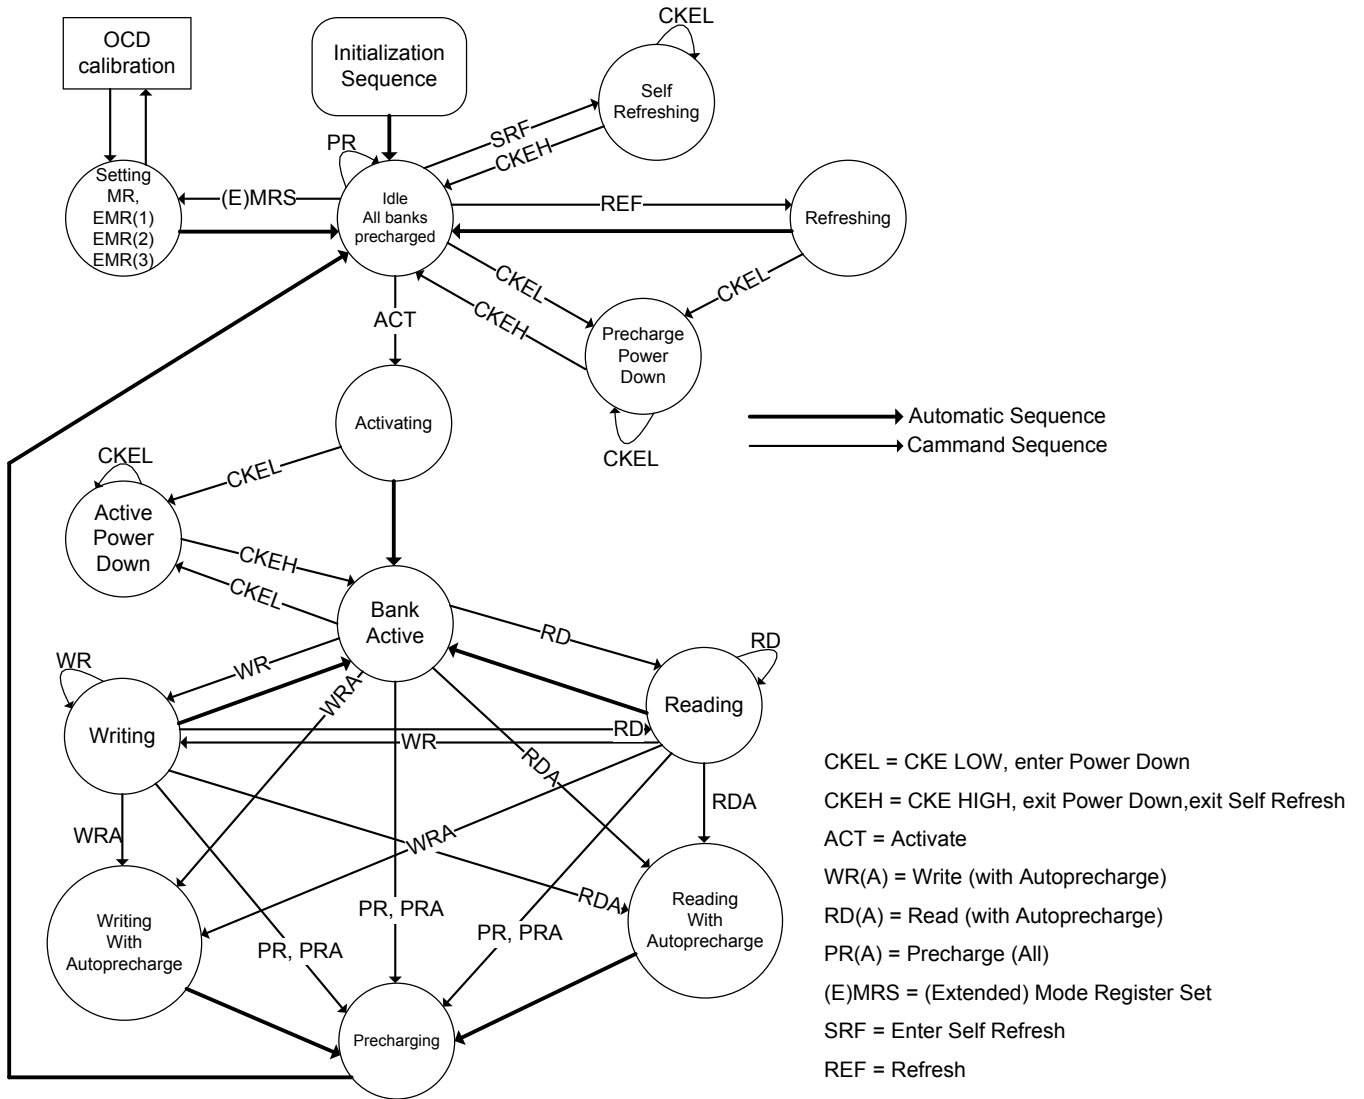 OCD
calibration
Initialization
Sequence
CKEL
Self
Refreshing
SRF
CKEH
PR
Setting
MR,
EMR(1)
EMR(2)
EMR(3)
(E)MRS
Idle
All banks
precharged
REF
Refreshing
CKEL
CKEH
CKEL
ACT
Precharge
Power
Down
CKEL
Activating
Automatic Sequence
Cammand Sequence
CKEL
CKEL
Active
Power
Down
CKEH
CKEL
Bank
Active
RD
RD
WR
WR
WRA
Reading
Writing
RD
WR
RDA
RDA
WRA
WRA
RDA
PR, PRA
PR, PRA
PR, PRA
Writing
With
Autoprecharge
Reading
With
Autoprecharge
Precharging
CKEL = CKE LOW, enter Power Down
CKEH = CKE HIGH, exit Power Down,exit Self Refresh
ACT = Activate
WR(A) = Write (with Autoprecharge)
RD(A) = Read (with Autoprecharge)
PR(A) = Precharge (All)
(E)MRS = (Extended) Mode Register Set
SRF = Enter Self Refresh
REF = Refresh